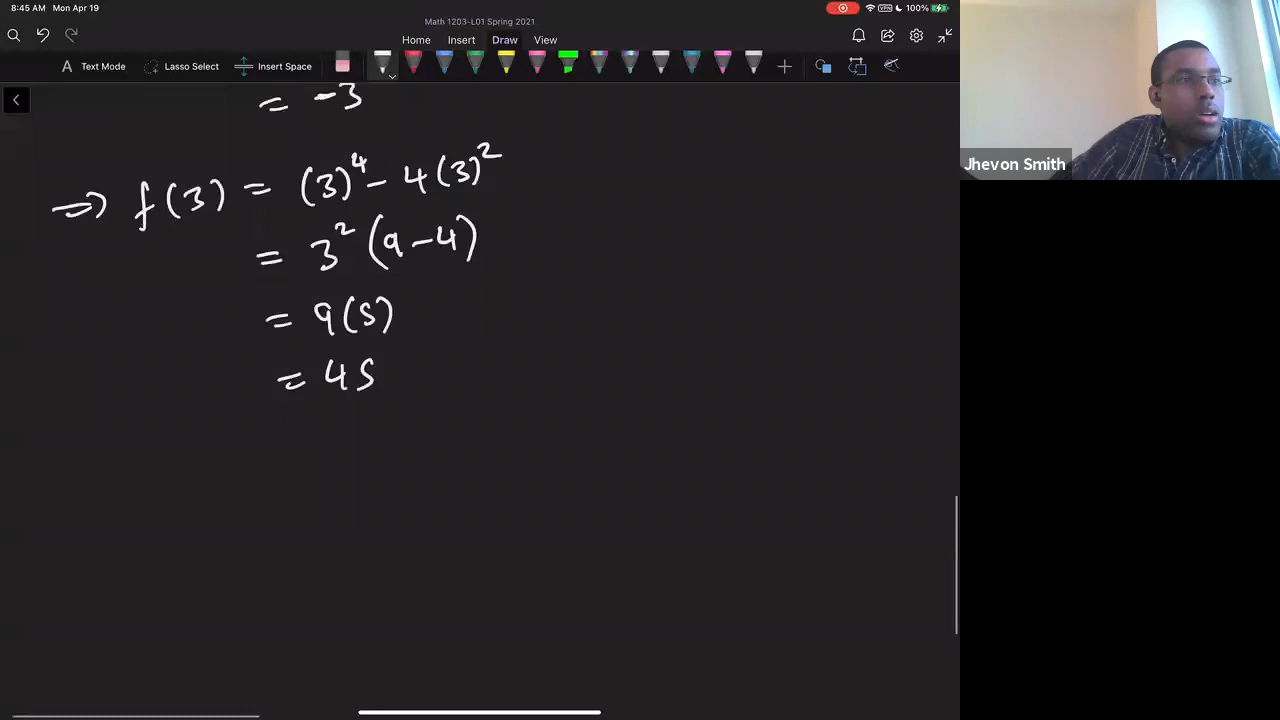 8:45 AM Mon Apr 19
100%
VPN
Math 1203-L01 Spring 2021
Home Insert Draw View
Text Mode Lasso Select Insert Space
= -3
⇒ f(3) = (3)⁴ - 4(3)²
= 3² (9 - 4)
= 9(5)
= 45
Jhevon Smith